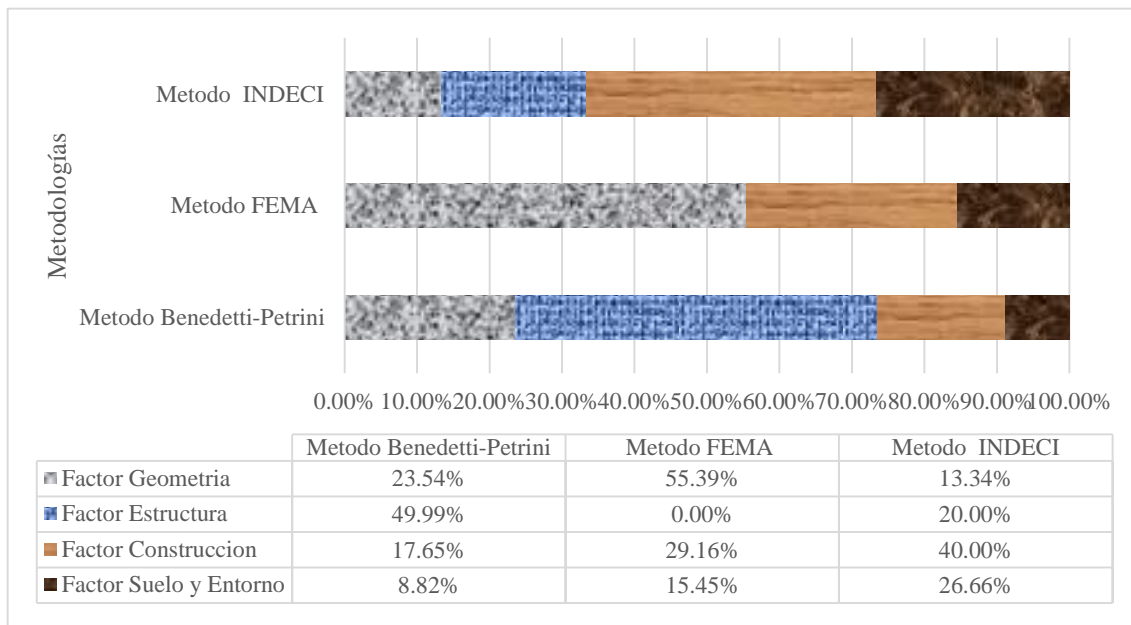 Metodologías
Metodo INDECI
Metodo FEMA
Metodo Benedetti-Petrini
0.00% 10.00% 20.00% 30.00% 40.00% 50.00% 60.00% 70.00% 80.00% 90.00% 100.00%
Metodo Benedetti-Petrini Metodo FEMA Metodo INDECI
Factor Geometria 23.54% 55.39% 13.34%
Factor Estructura 49.99% 0.00% 20.00%
Factor Construccion 17.65% 29.16% 40.00%
Factor Suelo y Entorno 8.82% 15.45% 26.66%